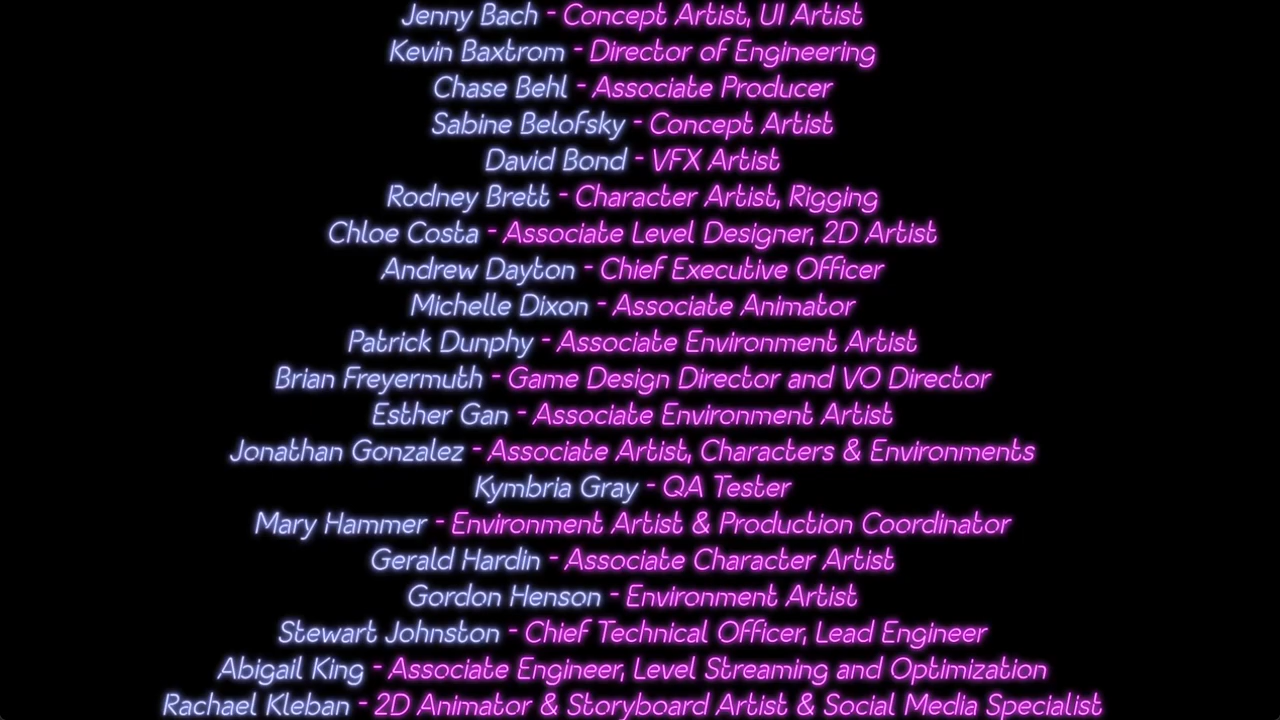 Jenny Bach - Concept Artist, UI Artist
Kevin Baxtrom - Director of Engineering
Chase Behl - Associate Producer
Sabine Belofsky - Concept Artist
David Bond - VFX Artist
Rodney Brett - Character Artist, Rigging
Chloe Costa - Associate Level Designer, 2D Artist
Andrew Dayton - Chief Executive Officer
Michelle Dixon - Associate Animator
Patrick Dunphy - Associate Environment Artist
Brian Freyermuth - Game Design Director and VO Director
Esther Gan - Associate Environment Artist
Jonathan Gonzalez - Associate Artist, Characters & Environments
Kymbria Gray - QA Tester
Mary Hammer - Environment Artist & Production Coordinator
Gerald Hardin - Associate Character Artist
Gordon Henson - Environment Artist
Stewart Johnston - Chief Technical Officer, Lead Engineer
Abigail King - Associate Engineer, Level Streaming and Optimization
Rachael Kleban - 2D Animator & Storyboard Artist & Social Media Specialist